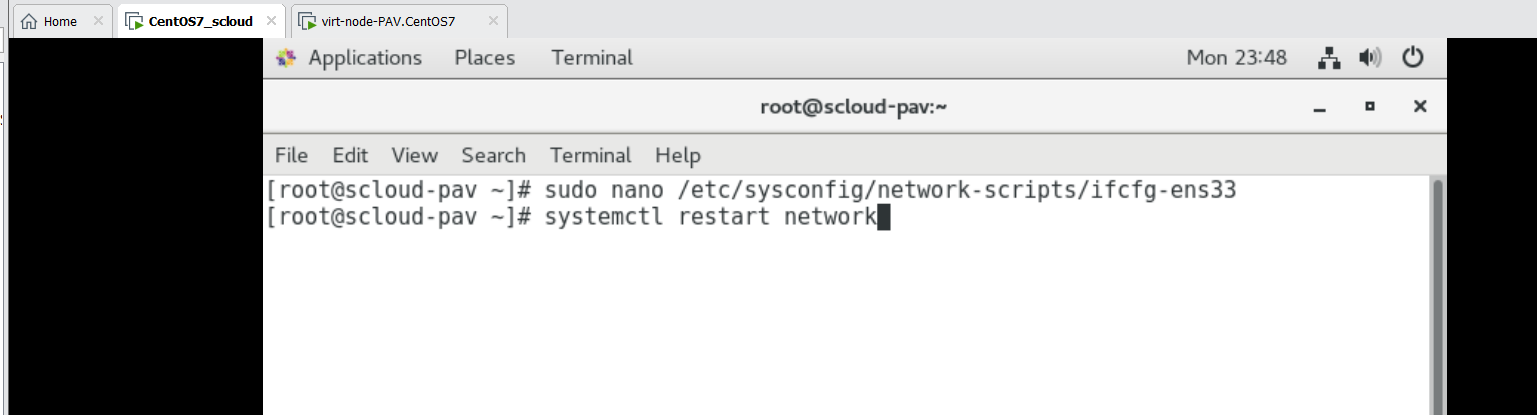 Home
CentOS7_scloud
virt-node-PAV.CentOS7
Applications Places Terminal Mon 23:48
root@scloud-pav:~
File Edit View Search Terminal Help
[root@scloud-pav ~]# sudo nano /etc/sysconfig/network-scripts/ifcfg-ens33
[root@scloud-pav ~]# systemctl restart network